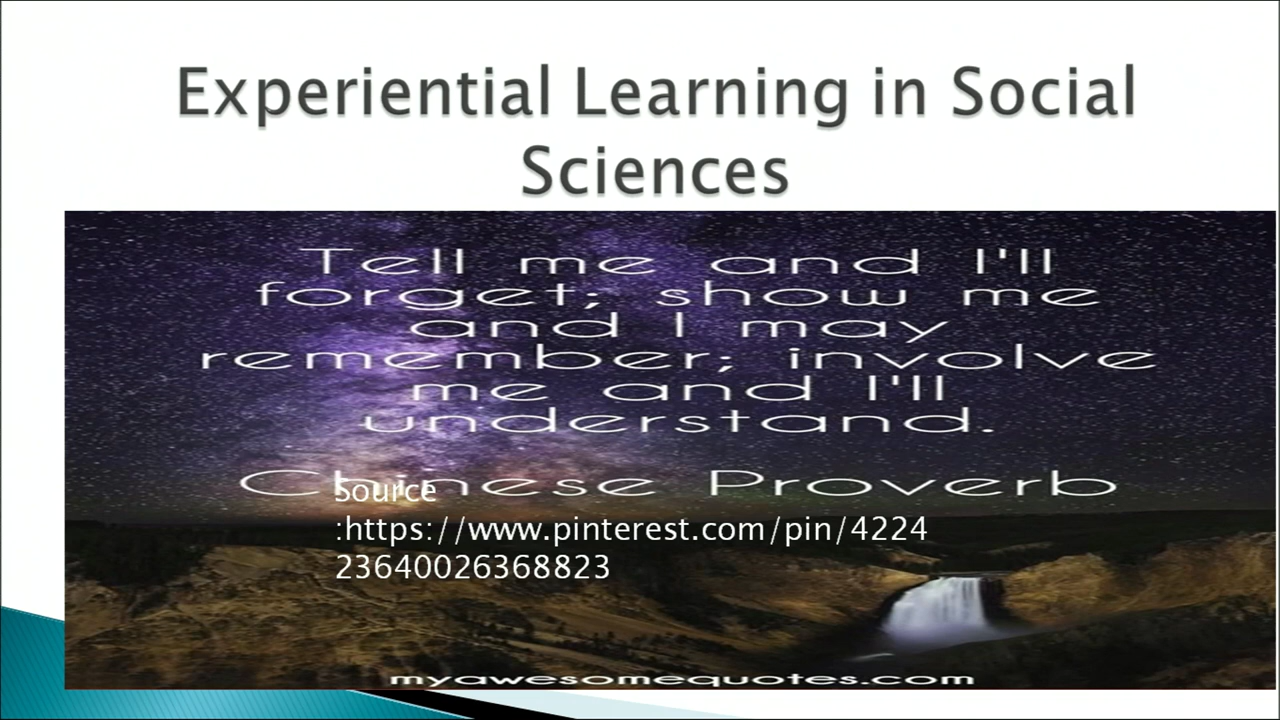 Experiential Learning in Social
Sciences
Tell me and I'll
forget; show me
and I may
remember; involve
me and I'll
understand.
Chinese Proverb
Source
:https://www.pinterest.com/pin/4224
23640026368823
myawesomequotes.com